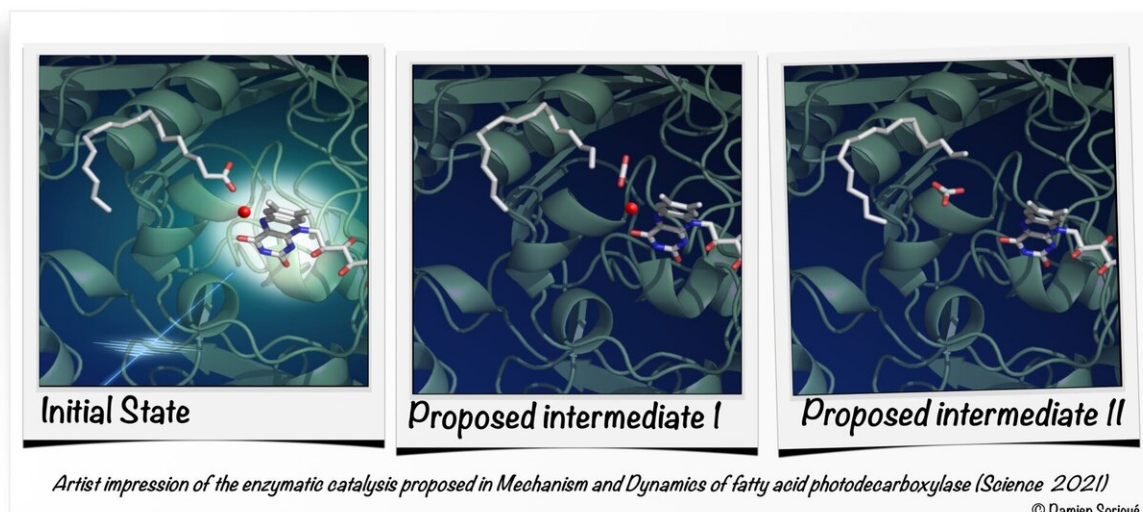 Initial State
Proposed intermediate I
Proposed intermediate II
Artist impression of the enzymatic catalysis proposed in Mechanism and Dynamics of fatty acid photodecarboxylase (Science 2021)
© Damien Sorigué